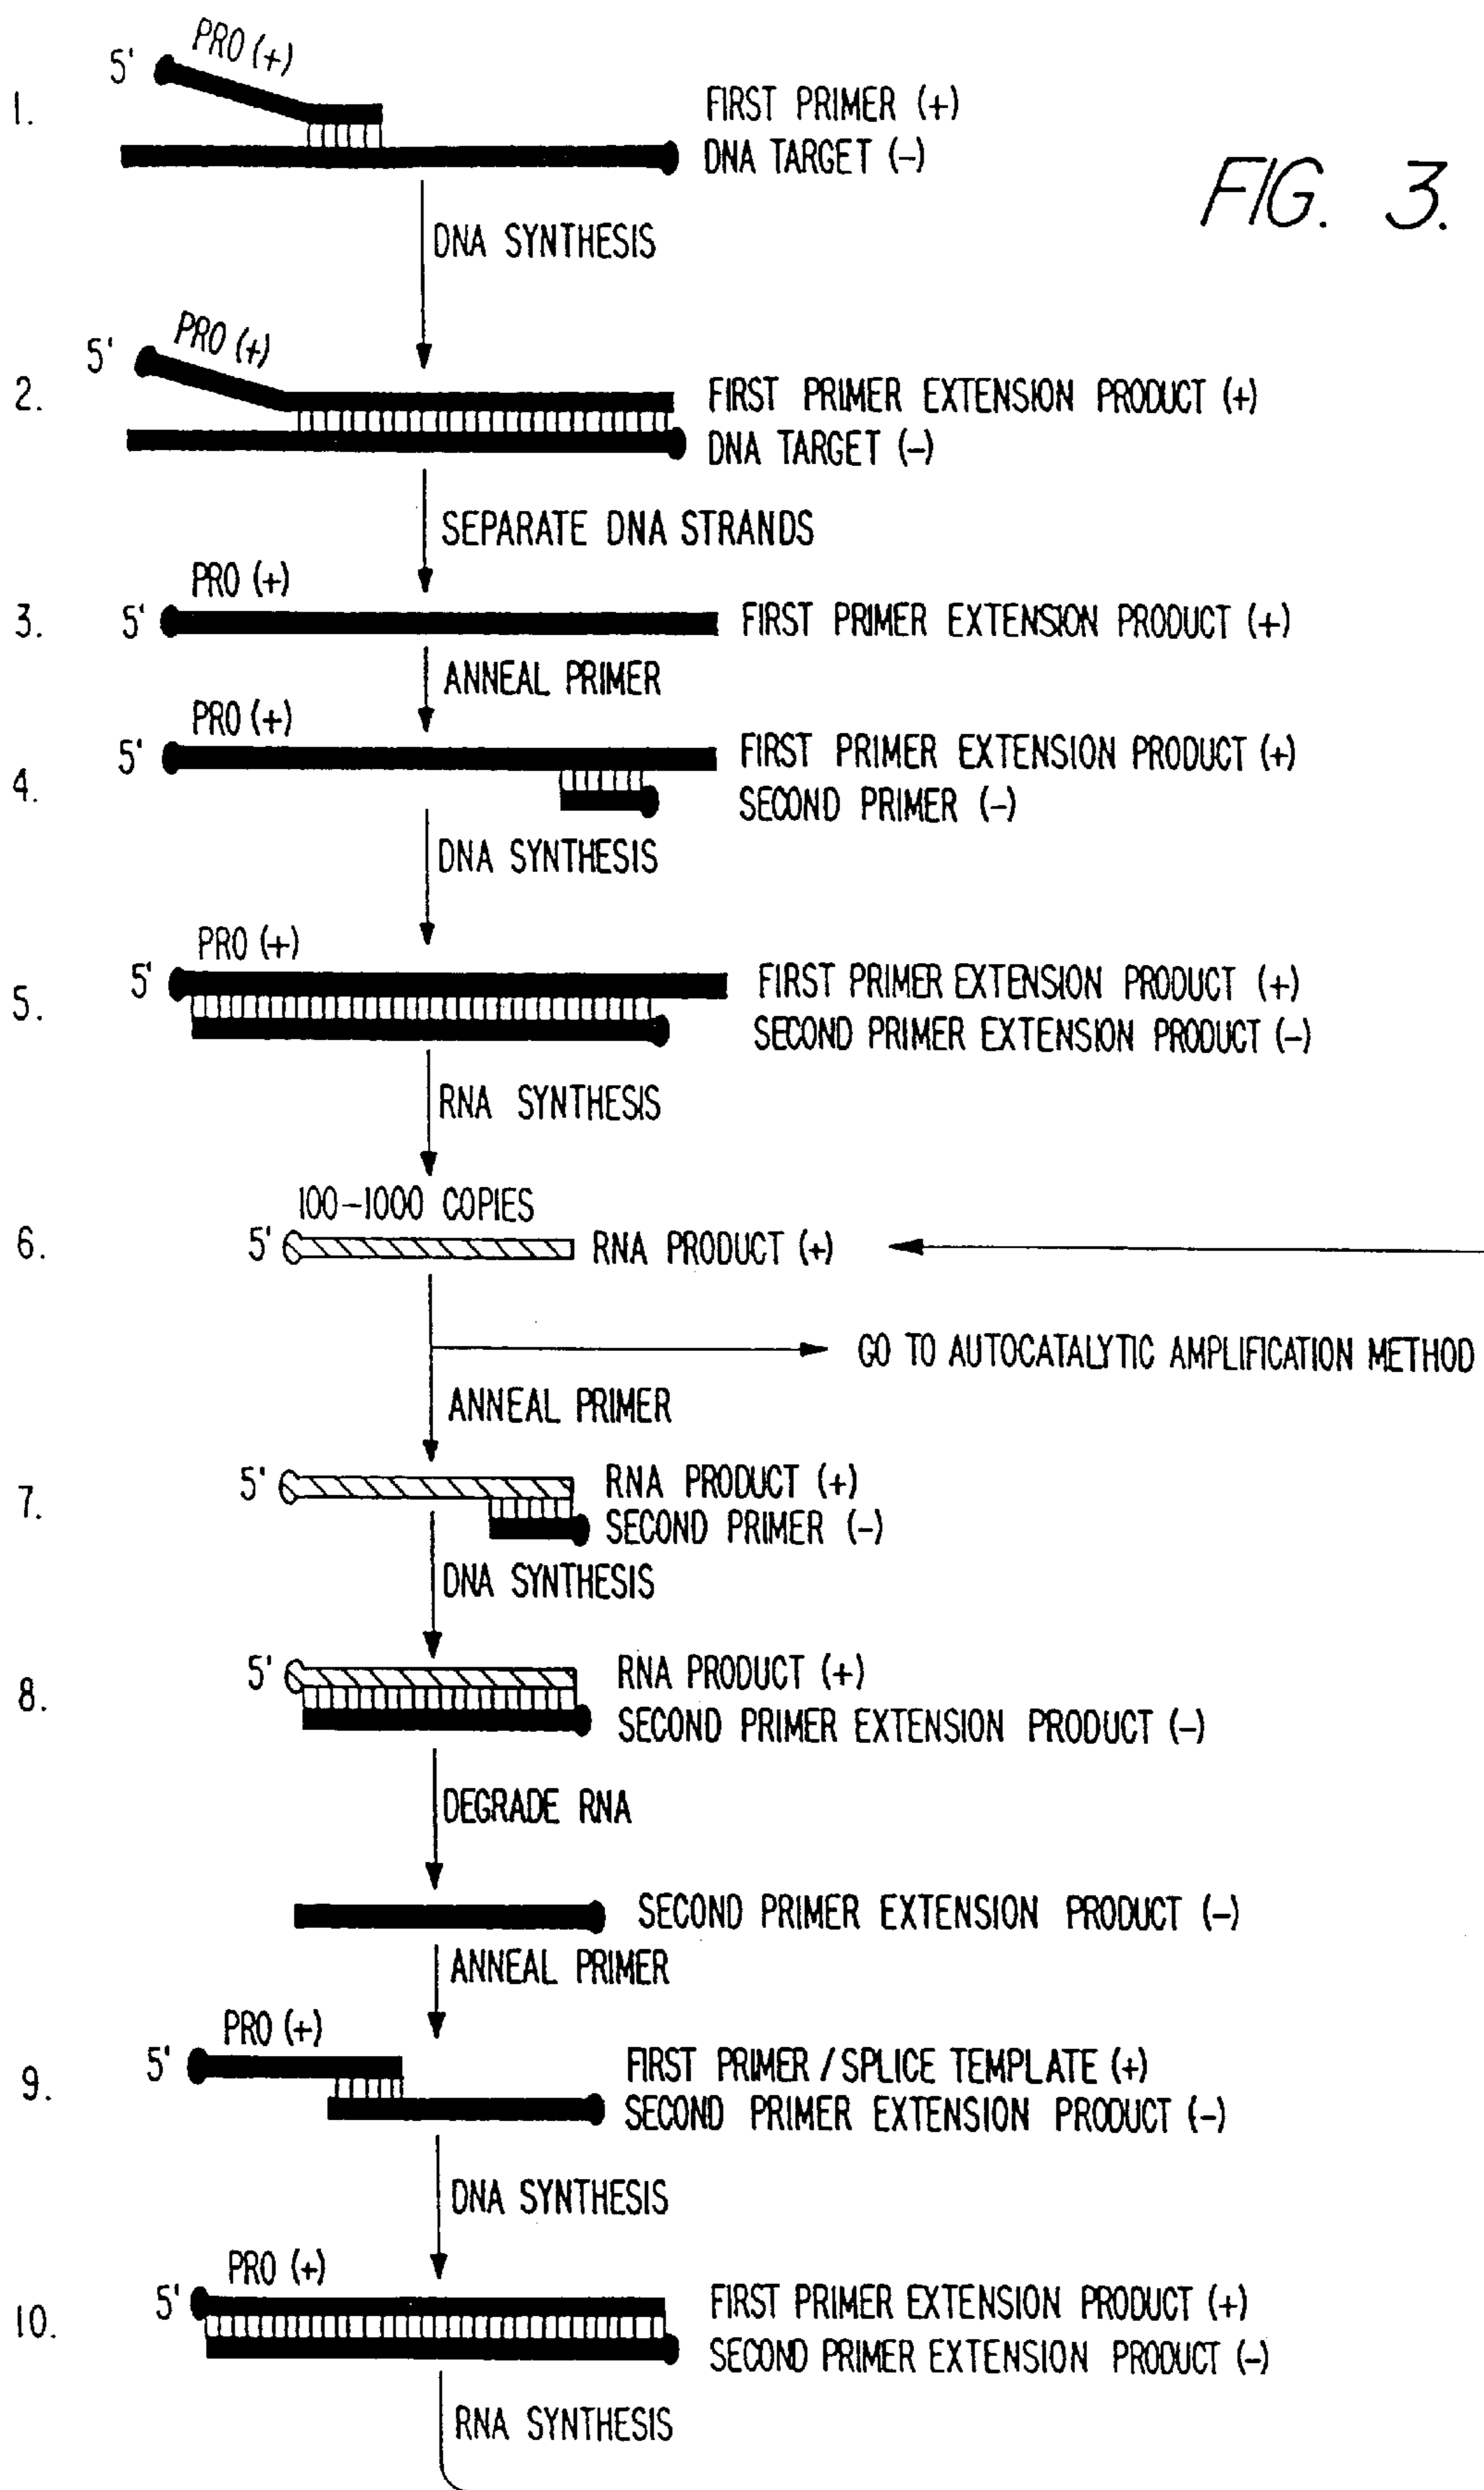 FIG. 3.
1.
5'
PRO (+)
FIRST PRIMER (+)
DNA TARGET (-)
DNA SYNTHESIS
2.
5'
PRO (+)
FIRST PRIMER EXTENSION PRODUCT (+)
DNA TARGET (-)
SEPARATE DNA STRANDS
PRO (+)
3.
5'
FIRST PRIMER EXTENSION PRODUCT (+)
ANNEAL PRIMER
PRO (+)
4.
5'
FIRST PRIMER EXTENSION PRODUCT (+)
SECOND PRIMER (-)
DNA SYNTHESIS
PRO (+)
5.
5'
FIRST PRIMER EXTENSION PRODUCT (+)
SECOND PRIMER EXTENSION PRODUCT (-)
RNA SYNTHESIS
100-1000 COPIES
6.
5'
RNA PRODUCT (+)
GO TO AUTOCATALYTIC AMPLIFICATION METHOD
ANNEAL PRIMER
7.
5'
RNA PRODUCT (+)
SECOND PRIMER (-)
DNA SYNTHESIS
8.
5'
RNA PRODUCT (+)
SECOND PRIMER EXTENSION PRODUCT (-)
DEGRADE RNA
SECOND PRIMER EXTENSION PRODUCT (-)
ANNEAL PRIMER
PRO (+)
9.
5'
FIRST PRIMER / SPLICE TEMPLATE (+)
SECOND PRIMER EXTENSION PRODUCT (-)
DNA SYNTHESIS
PRO (+)
10.
5'
FIRST PRIMER EXTENSION PRODUCT (+)
SECOND PRIMER EXTENSION PRODUCT (-)
RNA SYNTHESIS